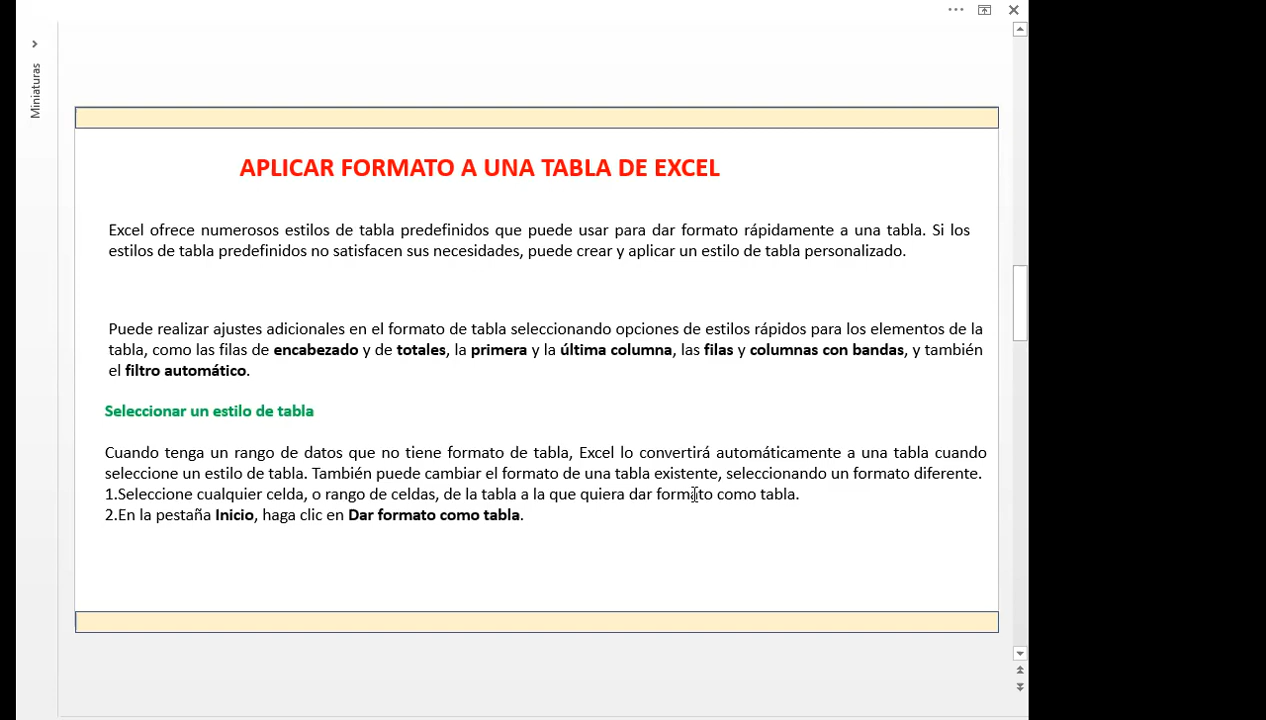 Miniaturas
APLICAR FORMATO A UNA TABLA DE EXCEL
Excel ofrece numerosos estilos de tabla predefinidos que puede usar para dar formato rápidamente a una tabla. Si los
estilos de tabla predefinidos no satisfacen sus necesidades, puede crear y aplicar un estilo de tabla personalizado.
Puede realizar ajustes adicionales en el formato de tabla seleccionando opciones de estilos rápidos para los elementos de la
tabla, como las filas de encabezado y de totales, la primera y la última columna, las filas y columnas con bandas, y también
el filtro automático.
Seleccionar un estilo de tabla
Cuando tenga un rango de datos que no tiene formato de tabla, Excel lo convertirá automáticamente a una tabla cuando
seleccione un estilo de tabla. También puede cambiar el formato de una tabla existente, seleccionando un formato diferente.
1.Seleccione cualquier celda, o rango de celdas, de la tabla a la que quiera dar formato como tabla.
2.En la pestaña Inicio, haga clic en Dar formato como tabla.